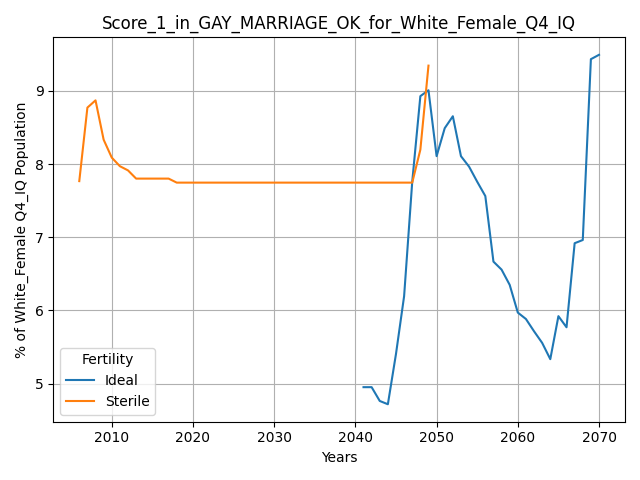 Score_1_in_GAY_MARRIAGE_OK_for_White_Female_Q4_IQ
% of White_Female Q4_IQ Population
9
8
7
6
5
Fertility
Ideal
Sterile
2010 2020 2030 2040 2050 2060 2070
Years